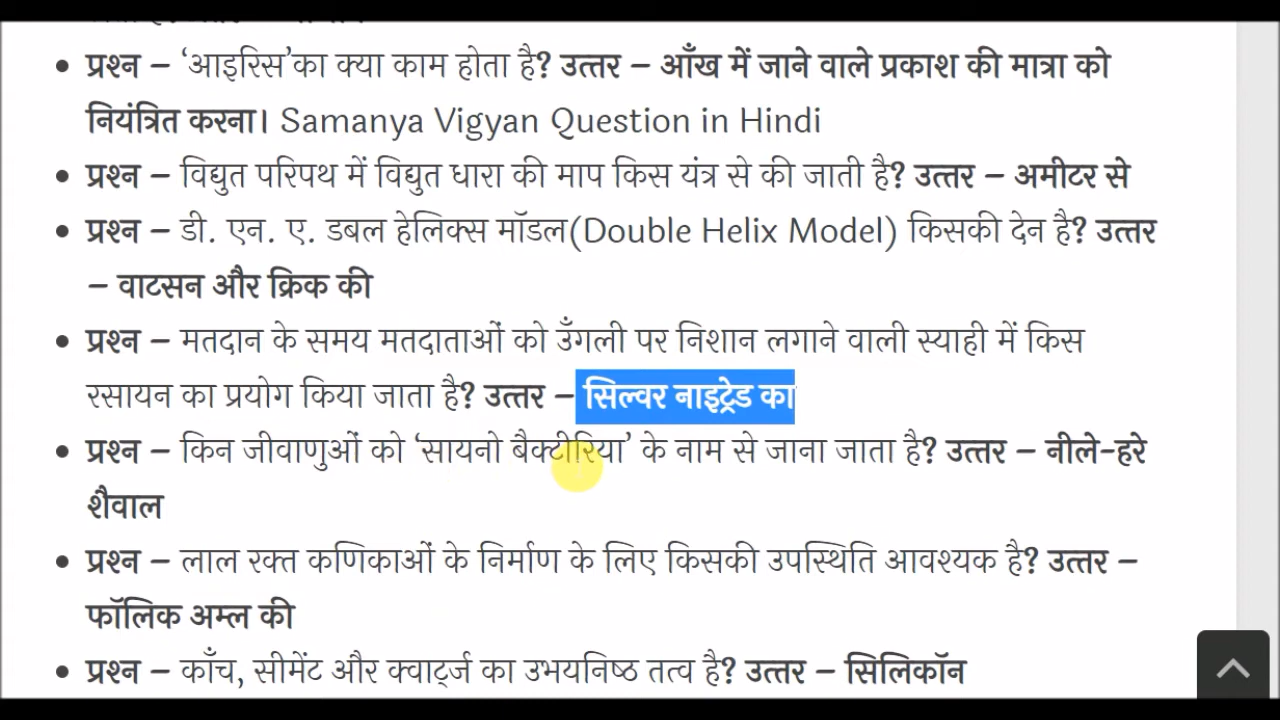 प्रश्न – ‘आइरिस’का क्या काम होता है? उत्तर – आँख में जाने वाले प्रकाश की मात्रा को
नियंत्रित करना। Samanya Vigyan Question in Hindi
प्रश्न – विद्युत परिपथ में विद्युत धारा की माप किस यंत्र से की जाती है? उत्तर – अमीटर से
प्रश्न – डी. एन. ए. डबल हेलिक्स मॉडल(Double Helix Model) किसकी देन है? उत्तर
– वाटसन और क्रिक की
प्रश्न – मतदान के समय मतदाताओं को उँगली पर निशान लगाने वाली स्याही में किस
रसायन का प्रयोग किया जाता है? उत्तर – सिल्वर नाइट्रेड का
प्रश्न – किन जीवाणुओं को ‘सायनो बैक्टीरिया’ के नाम से जाना जाता है? उत्तर – नीले-हरे
शैवाल
प्रश्न – लाल रक्त कणिकाओं के निर्माण के लिए किसकी उपस्थिति आवश्यक है? उत्तर –
फॉलिक अम्ल की
प्रश्न – काँच, सीमेंट और क्वार्ट्ज का उभयनिष्ठ तत्व है? उत्तर – सिलिकॉन